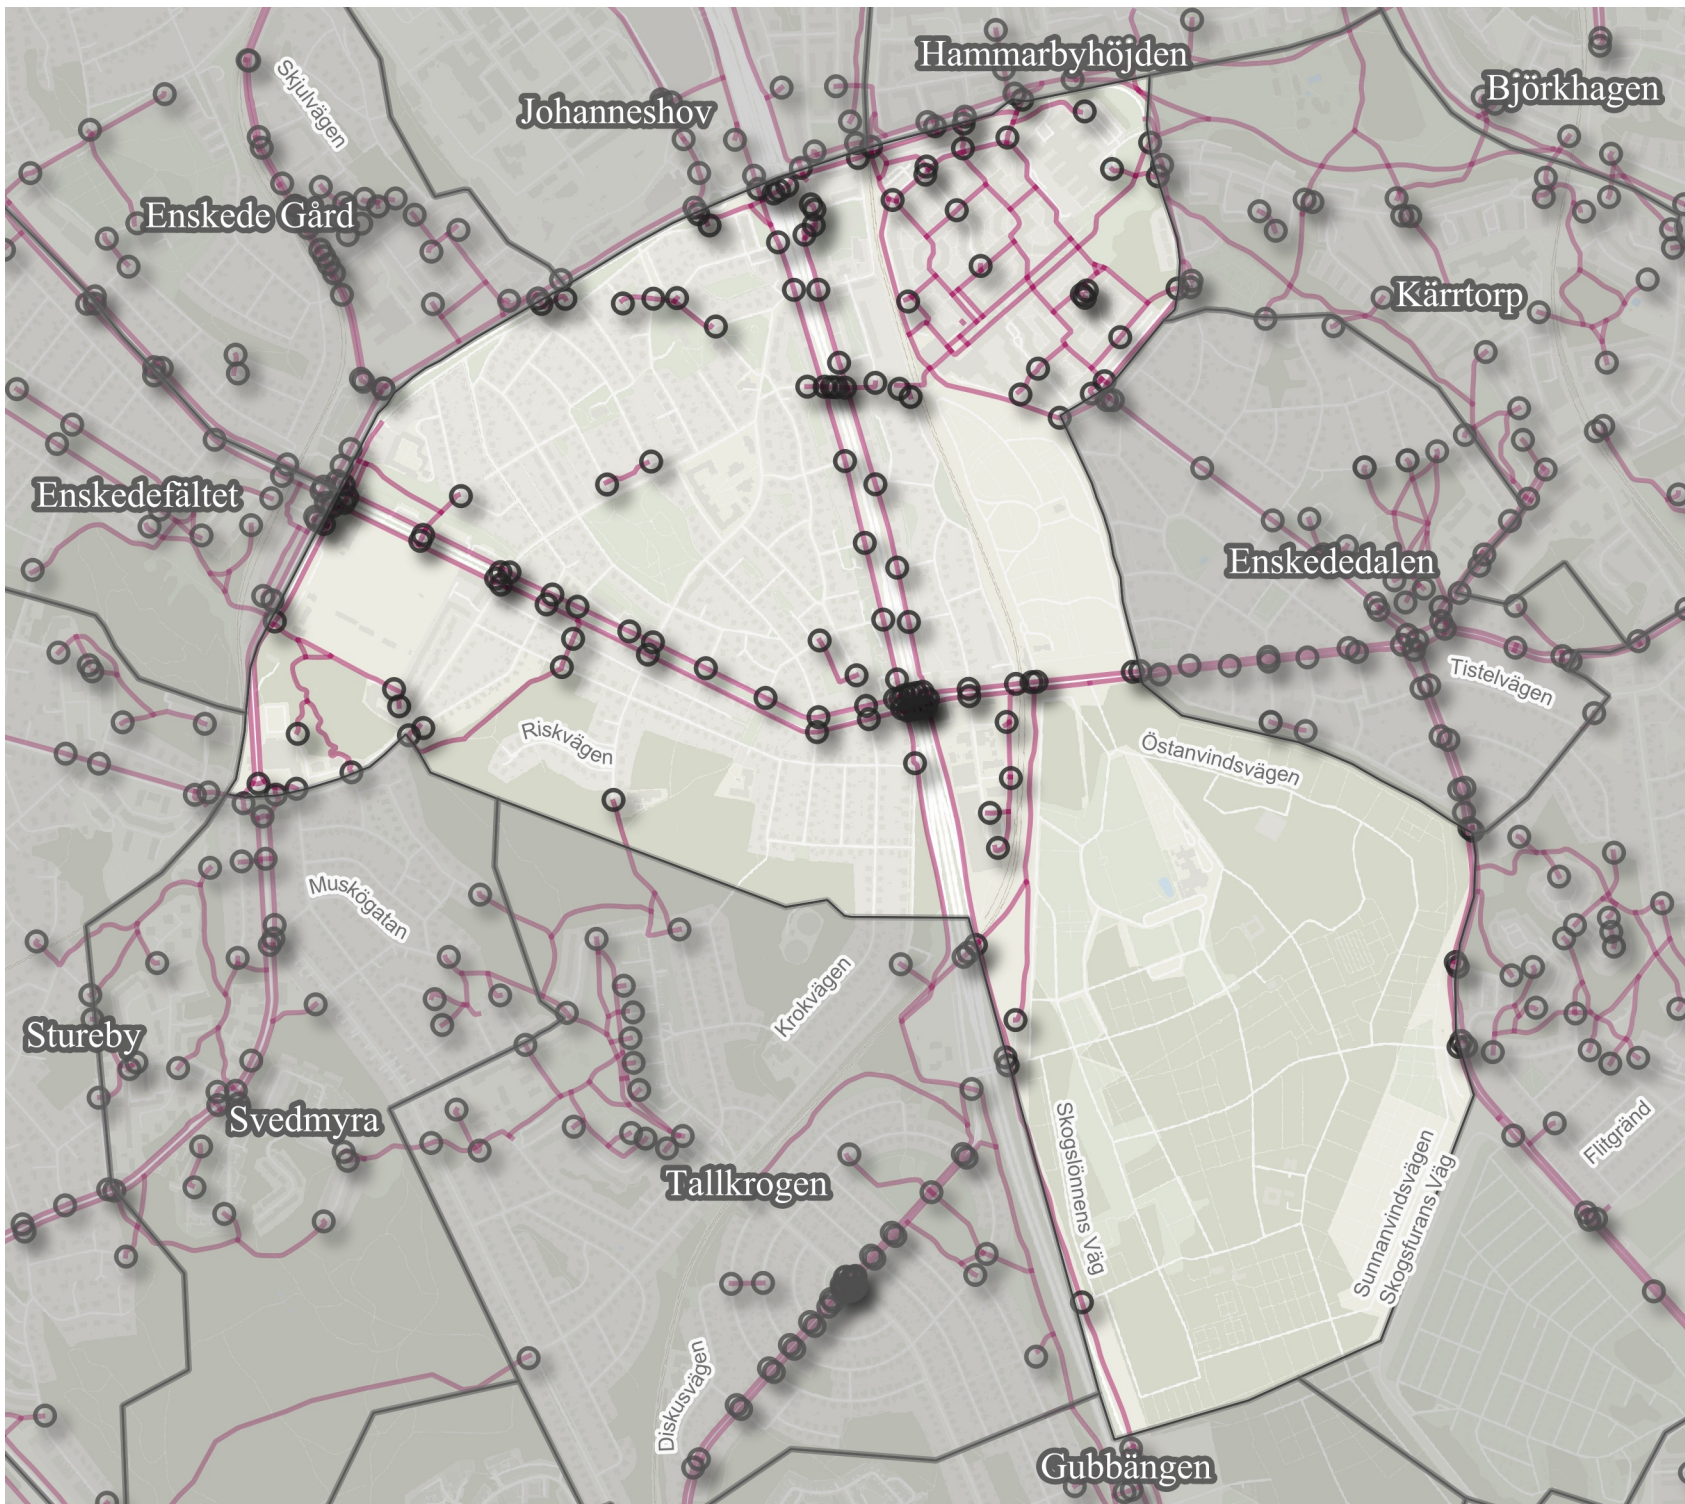 Hammarbyhöjden
Björkhagen
Johanneshov
Skjulvägen
Enskede Gård
Kärrtorp
Enskedefältet
Enskededalen
Tistelvägen
Riskvägen
Östanvindsvägen
Muskögatan
Krokvägen
Stureby
Svedmyra
Tallkrogen
Skogslönnens Väg
Sunnanvindsvägen
Skogsfurans Väg
Flitgränd
Diskusvägen
Gubbängen